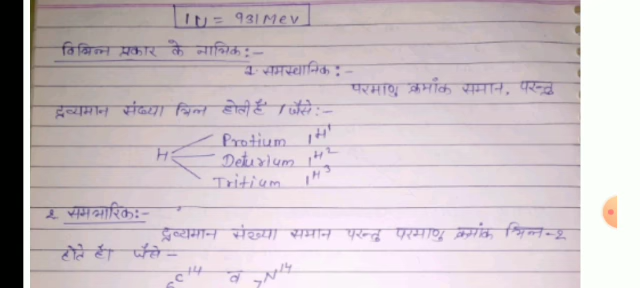 1U = 931 MeV
विभिन्न प्रकार के नाभिक:-
1. समस्थानिक:-
परमाणु क्रमांक समान, परन्तु
द्रव्यमान संख्या भिन्न होती हैं / जैसे:-
Protium ₁H¹
H Deturium ₁H²
Tritium ₁H³
2. समभारिक:-
द्रव्यमान संख्या समान परन्तु परमाणु क्रमांक भिन्न-2
होते हैं। जैसे -
₆C¹⁴ व ₇N¹⁴